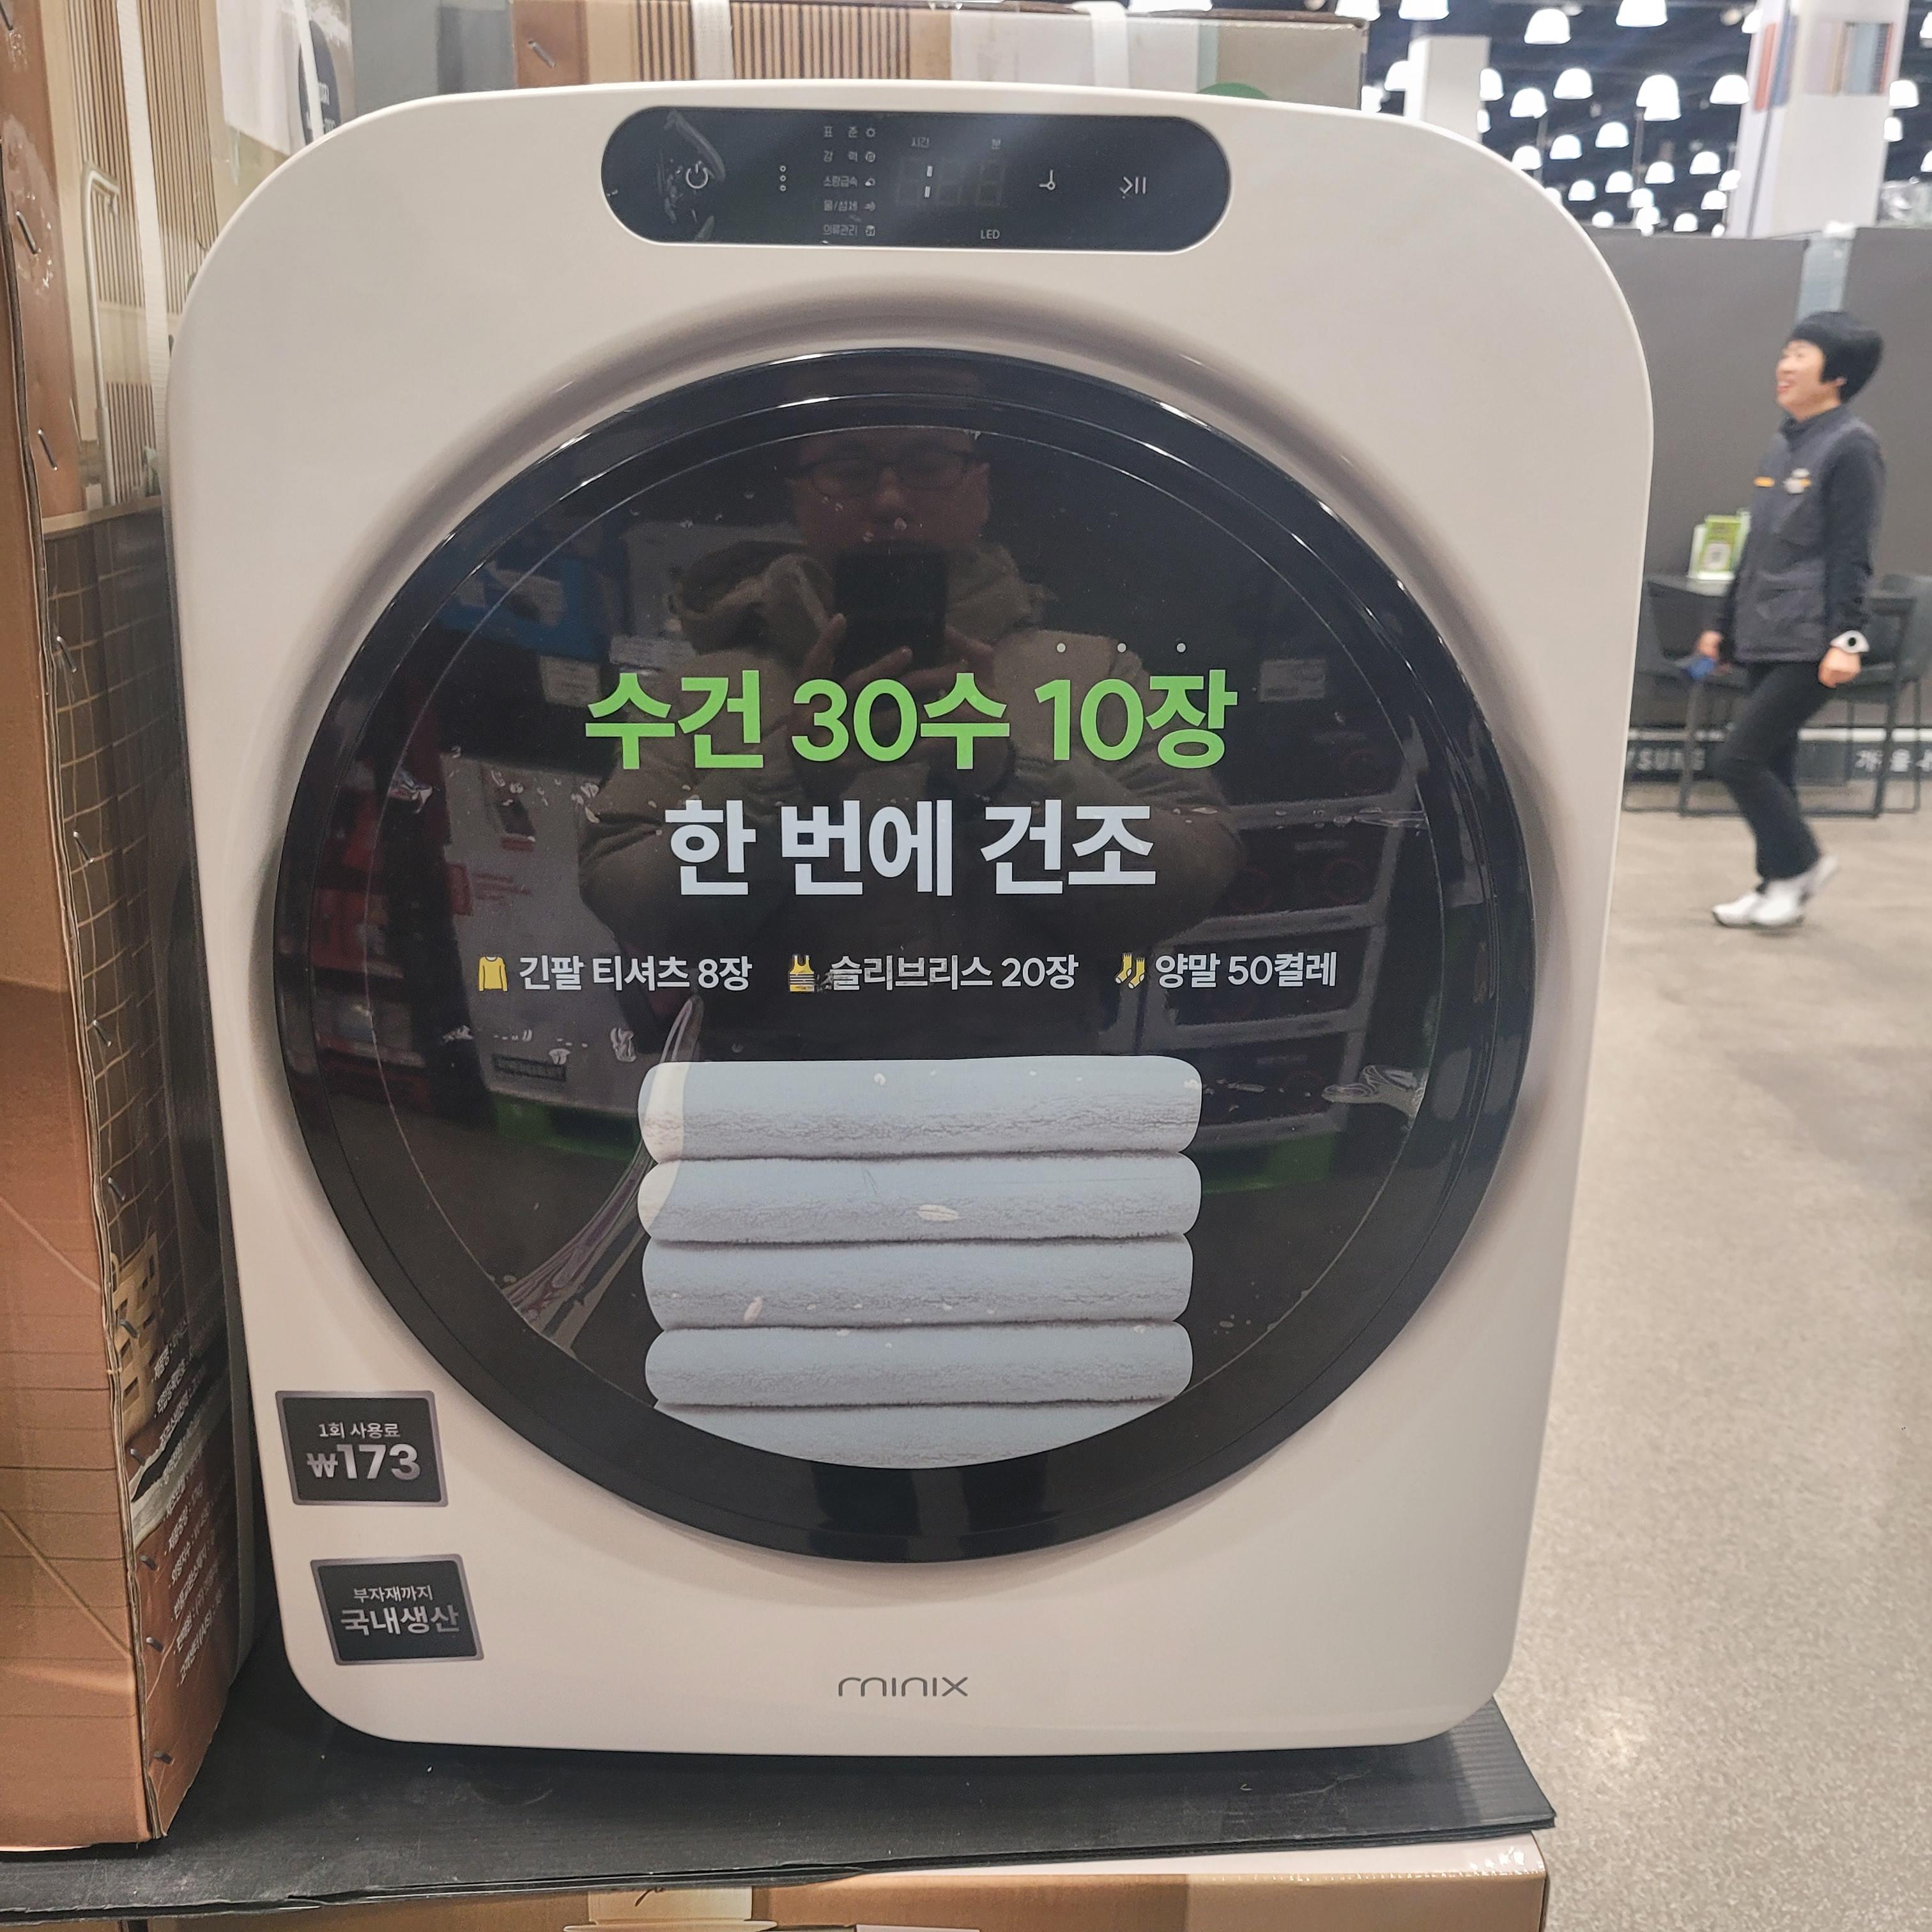 표 준
시간 분
강 력
소량급속
울/섬세
의류관리
LED
수건 30수 10장
한 번에 건조
긴팔 티셔츠 8장 슬리브리스 20장 양말 50켤레
1회 사용료
₩173
부자재까지
국내생산
minix